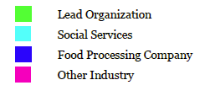 Lead Organization
Social Services
Food Processing Company
Other Industry